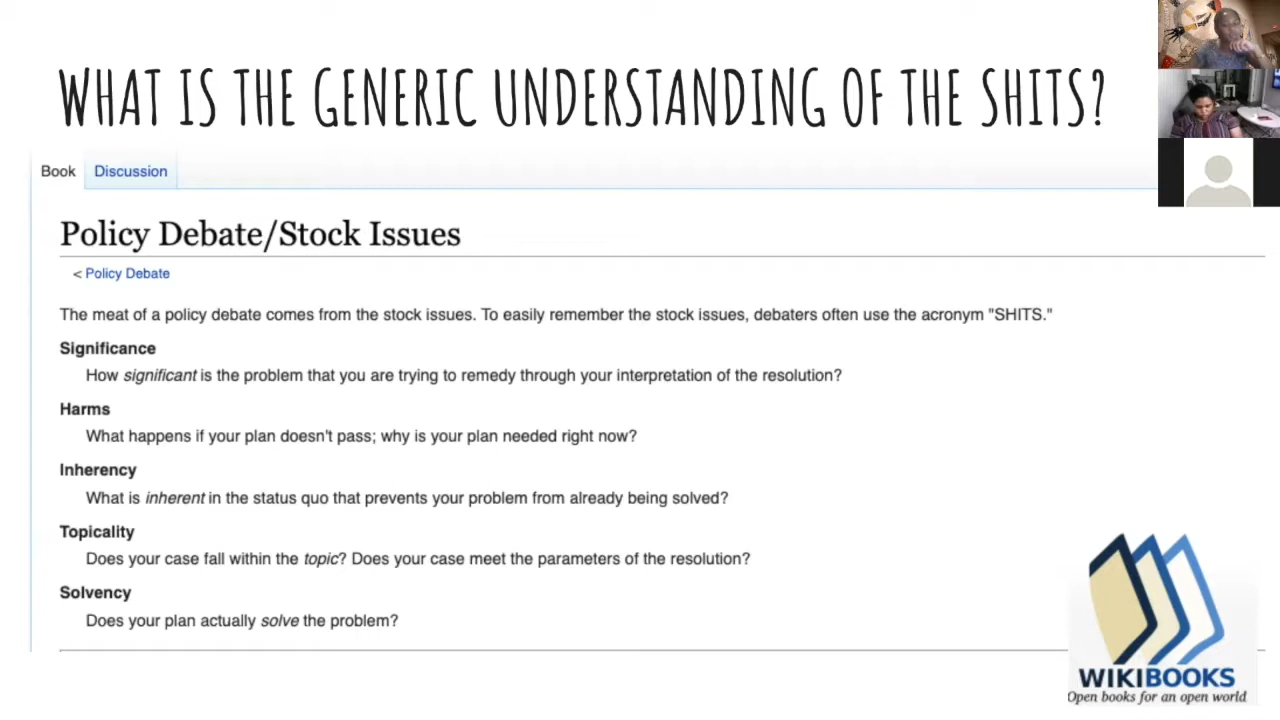 WHAT IS THE GENERIC UNDERSTANDING OF THE SHITS?
Book Discussion
Policy Debate/Stock Issues
< Policy Debate
The meat of a policy debate comes from the stock issues. To easily remember the stock issues, debaters often use the acronym "SHITS."
Significance
How significant is the problem that you are trying to remedy through your interpretation of the resolution?
Harms
What happens if your plan doesn't pass; why is your plan needed right now?
Inherency
What is inherent in the status quo that prevents your problem from already being solved?
Topicality
Does your case fall within the topic? Does your case meet the parameters of the resolution?
Solvency
Does your plan actually solve the problem?
WIKIBOOKS
Open books for an open world